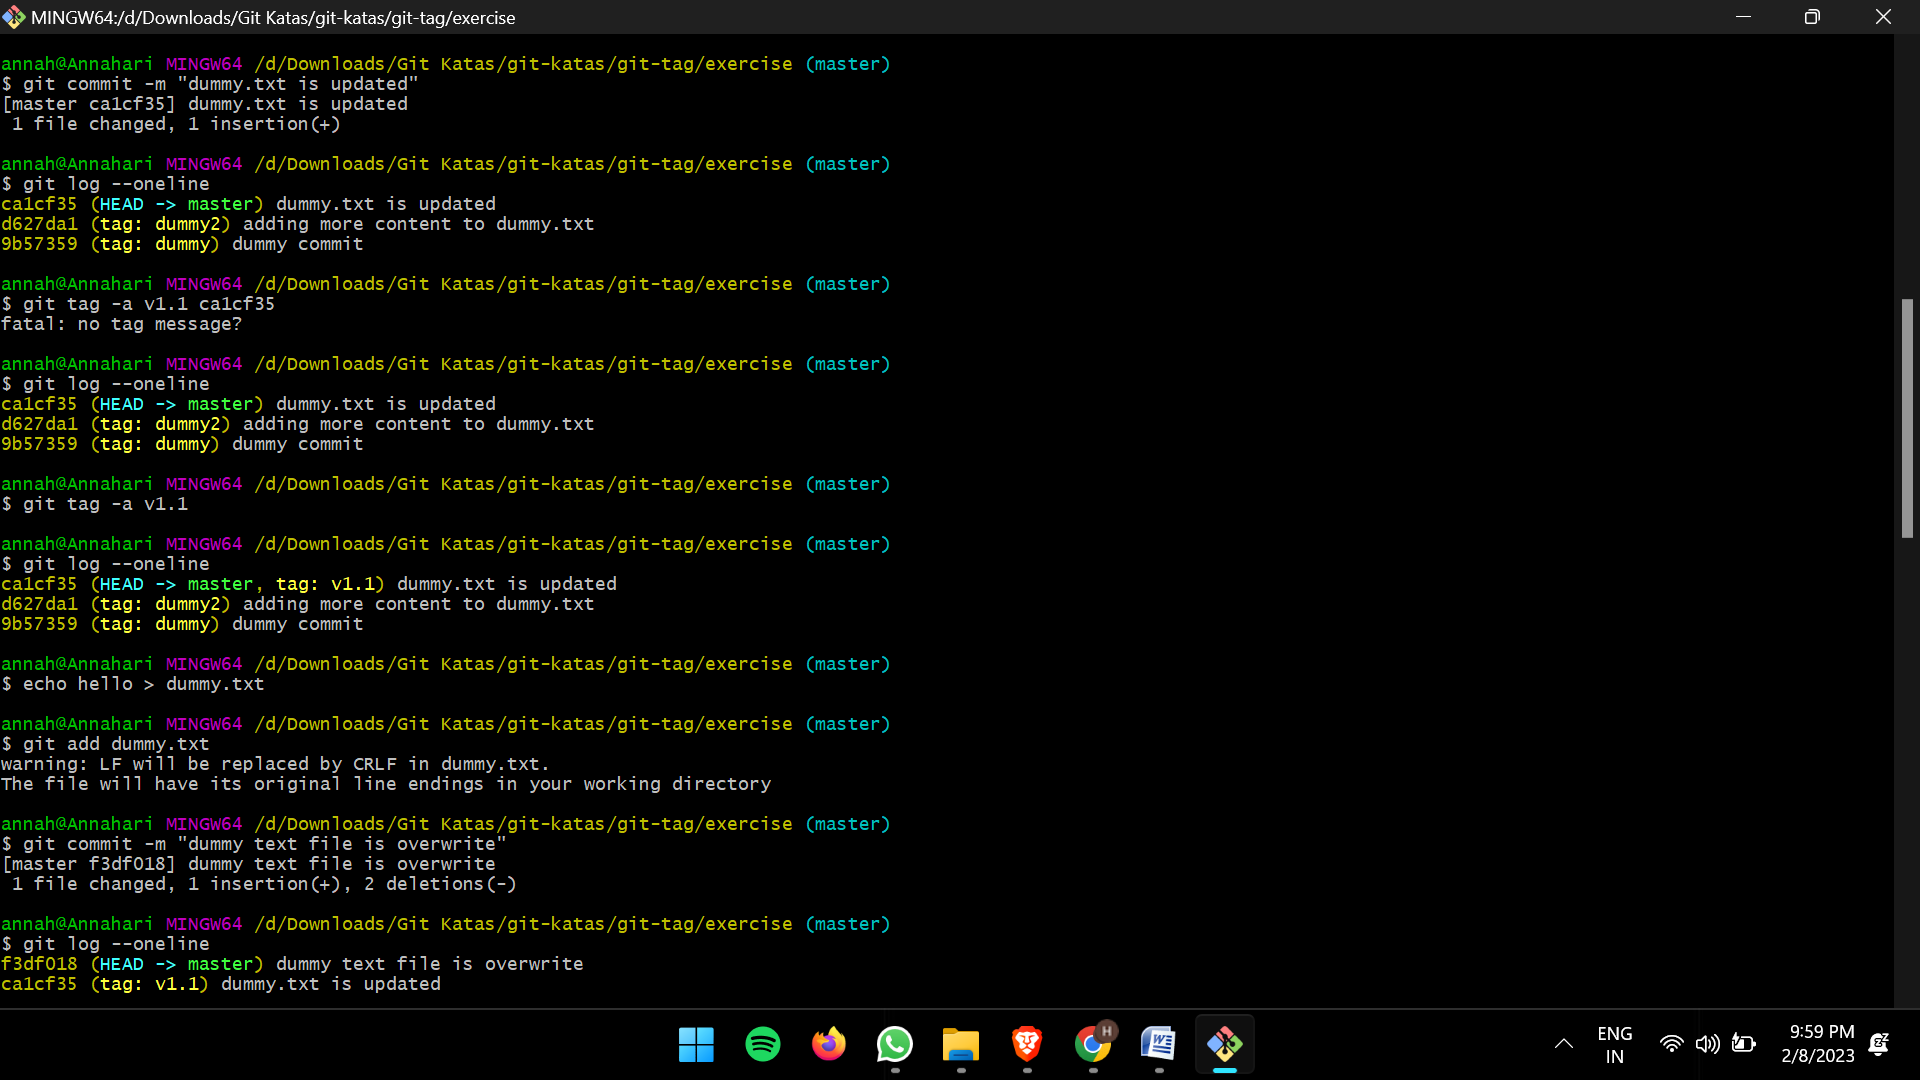 MINGW64:/d/Downloads/Git Katas/git-katas/git-tag/exercise
annah@Annahari MINGW64 /d/Downloads/Git Katas/git-katas/git-tag/exercise (master)
$ git commit -m "dummy.txt is updated"
[master ca1cf35] dummy.txt is updated
 1 file changed, 1 insertion(+)
annah@Annahari MINGW64 /d/Downloads/Git Katas/git-katas/git-tag/exercise (master)
$ git log --oneline
ca1cf35 (HEAD -> master) dummy.txt is updated
d627da1 (tag: dummy2) adding more content to dummy.txt
9b57359 (tag: dummy) dummy commit
annah@Annahari MINGW64 /d/Downloads/Git Katas/git-katas/git-tag/exercise (master)
$ git tag -a v1.1 ca1cf35
fatal: no tag message?
annah@Annahari MINGW64 /d/Downloads/Git Katas/git-katas/git-tag/exercise (master)
$ git log --oneline
ca1cf35 (HEAD -> master) dummy.txt is updated
d627da1 (tag: dummy2) adding more content to dummy.txt
9b57359 (tag: dummy) dummy commit
annah@Annahari MINGW64 /d/Downloads/Git Katas/git-katas/git-tag/exercise (master)
$ git tag -a v1.1
annah@Annahari MINGW64 /d/Downloads/Git Katas/git-katas/git-tag/exercise (master)
$ git log --oneline
ca1cf35 (HEAD -> master, tag: v1.1) dummy.txt is updated
d627da1 (tag: dummy2) adding more content to dummy.txt
9b57359 (tag: dummy) dummy commit
annah@Annahari MINGW64 /d/Downloads/Git Katas/git-katas/git-tag/exercise (master)
$ echo hello > dummy.txt
annah@Annahari MINGW64 /d/Downloads/Git Katas/git-katas/git-tag/exercise (master)
$ git add dummy.txt
warning: LF will be replaced by CRLF in dummy.txt.
The file will have its original line endings in your working directory
annah@Annahari MINGW64 /d/Downloads/Git Katas/git-katas/git-tag/exercise (master)
$ git commit -m "dummy text file is overwrite"
[master f3df018] dummy text file is overwrite
 1 file changed, 1 insertion(+), 2 deletions(-)
annah@Annahari MINGW64 /d/Downloads/Git Katas/git-katas/git-tag/exercise (master)
$ git log --oneline
f3df018 (HEAD -> master) dummy text file is overwrite
ca1cf35 (tag: v1.1) dummy.txt is updated
H
W
ENG
IN
9:59 PM
2/8/2023